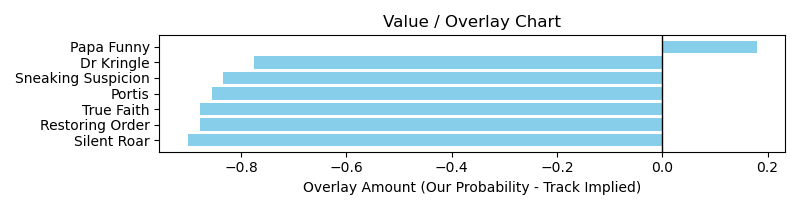 Value / Overlay Chart
Papa Funny
Dr Kringle
Sneaking Suspicion
Portis
True Faith
Restoring Order
Silent Roar
−0.8 −0.6 −0.4 −0.2 0.0 0.2
Overlay Amount (Our Probability - Track Implied)